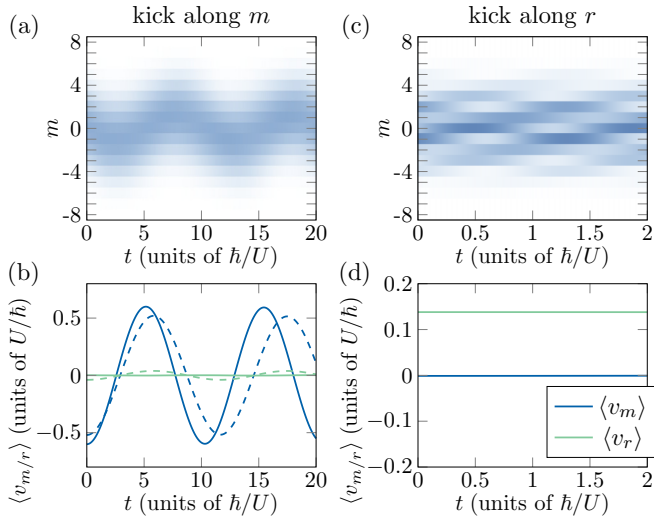 kick along m
kick along r
(a)
(c)
8
4
0
-4
-8
m
0
5
10
15
20
t (units of ħ/U)
8
4
0
-4
-8
m
0
0.5
1
1.5
2
t (units of ħ/U)
(b)
(d)
0.5
0
−0.5
⟨v_{m/r}⟩ (units of U/ħ)
0
5
10
15
20
t (units of ħ/U)
0.2
0.1
0
−0.1
−0.2
⟨v_{m/r}⟩ (units of U/ħ)
⟨v_m⟩
⟨v_r⟩
0
0.5
1
1.5
2
t (units of ħ/U)